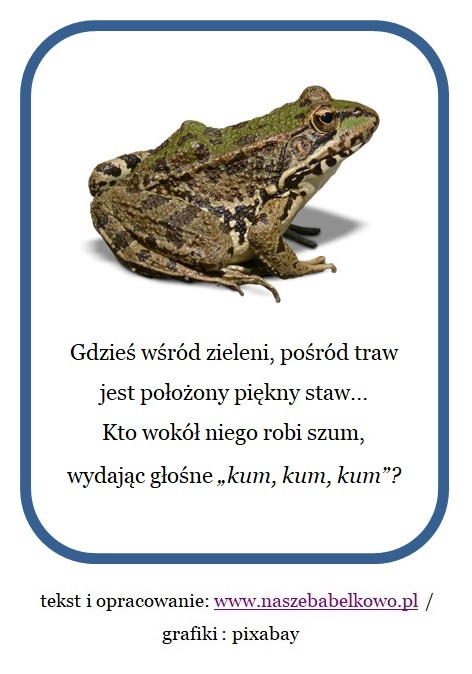 Gdzieś wśród zieleni, pośród traw
jest położony piękny staw...
Kto wokół niego robi szum,
wydając głośne „kum, kum, kum”?
tekst i opracowanie: www.naszebabelkowo.pl /
grafiki : pixabay